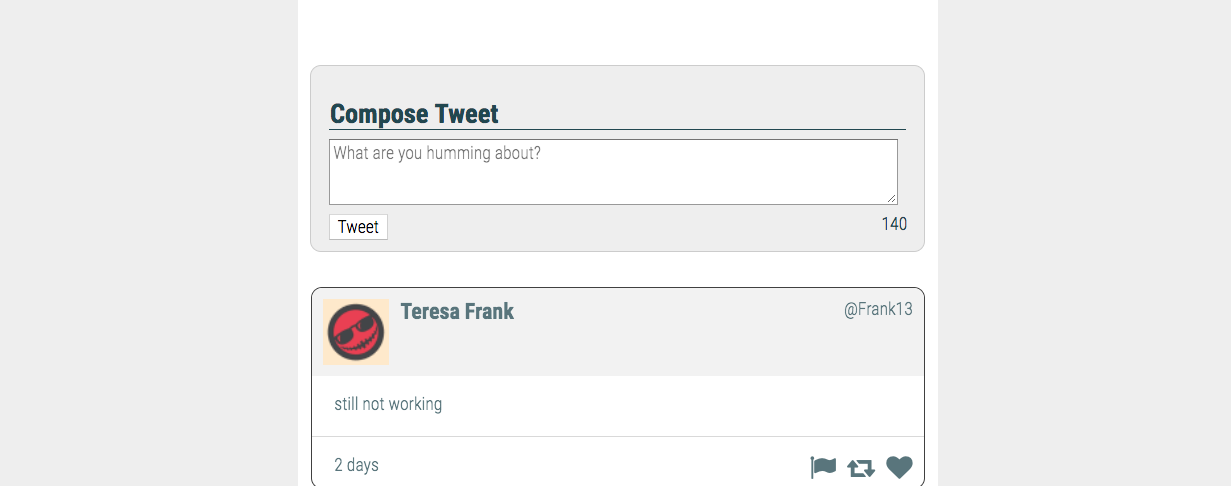 Compose Tweet
What are you humming about?
Tweet
140
Teresa Frank
@Frank13
still not working
2 days